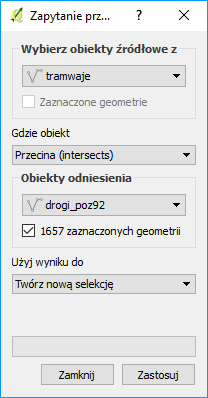 Zapytanie prz...
Wybierz obiekty źródłowe z
tramwaje
Zaznaczone geometrie
Gdzie obiekt
Przecina (intersects)
Obiekty odniesienia
drogi_poz92
1657 zaznaczonych geometrii
Użyj wyniku do
Twórz nową selekcję
Zamknij
Zastosuj